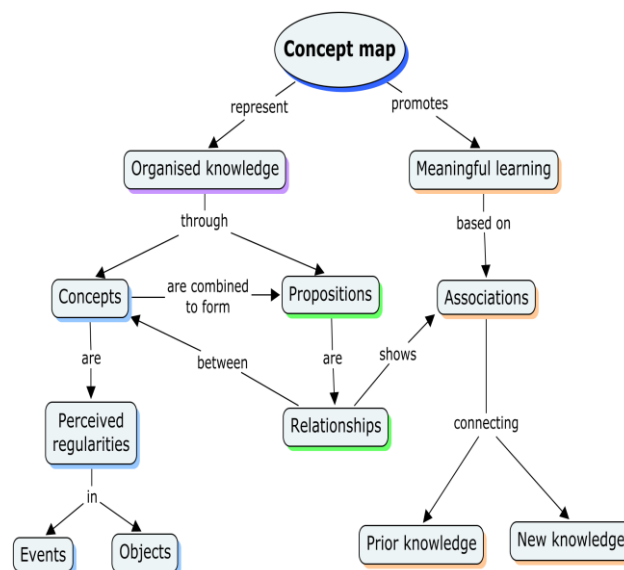 Concept map
represent
promotes
Organised knowledge
Meaningful learning
through
based on
Concepts
are combined
to form
Propositions
Associations
are
between
are
shows
Perceived
regularities
Relationships
connecting
in
Events
Objects
Prior knowledge
New knowledge